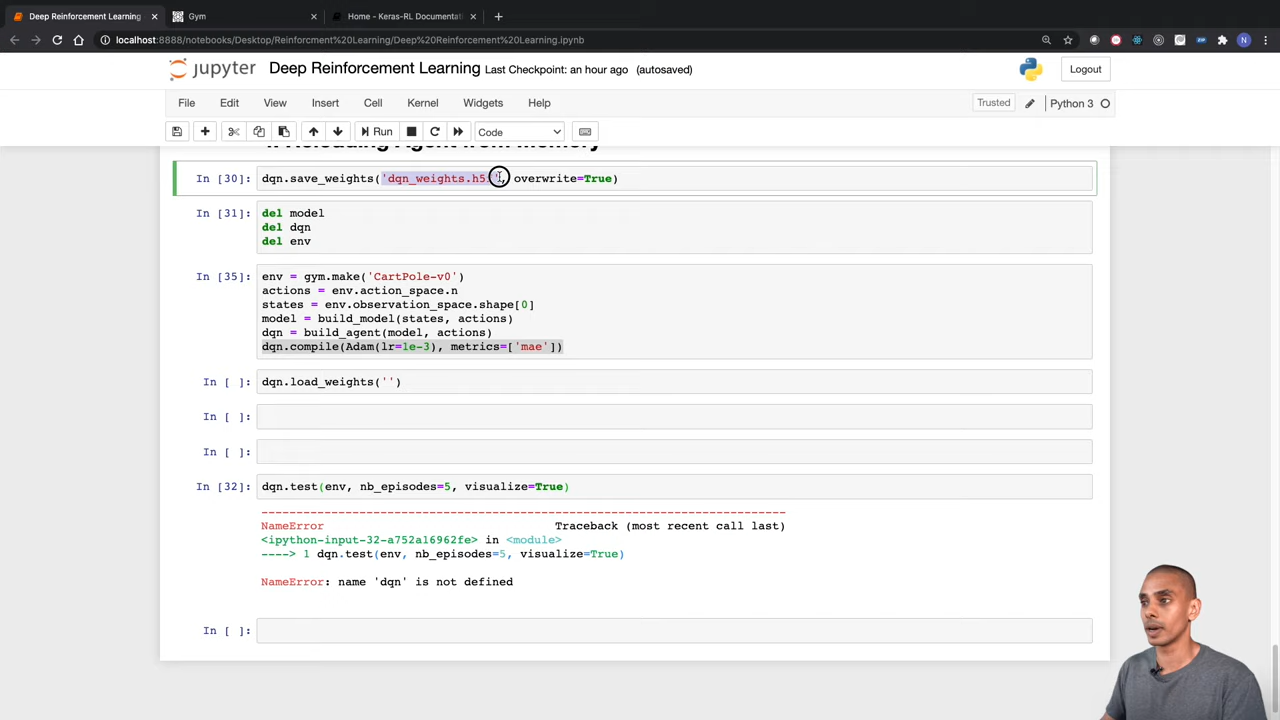 Deep Reinforcement Learning
Gym
Home - Keras-RL Documentat
localhost:8888/notebooks/Desktop/Reinforcment%20Learning/Deep%20Reinforcement%20Learning.ipynb
N
jupyter Deep Reinforcement Learning Last Checkpoint: an hour ago (autosaved)
Logout
File Edit View Insert Cell Kernel Widgets Help
Trusted
Python 3
Run
Code
4. Reloading Agent from Memory
In [30]: dqn.save_weights('dqn_weights.h5f', overwrite=True)
In [31]: del model
del dqn
del env
In [35]: env = gym.make('CartPole-v0')
actions = env.action_space.n
states = env.observation_space.shape[0]
model = build_model(states, actions)
dqn = build_agent(model, actions)
dqn.compile(Adam(lr=1e-3), metrics=['mae'])
In [ ]: dqn.load_weights('')
In [ ]:
In [ ]:
In [32]: dqn.test(env, nb_episodes=5, visualize=True)
---------------------------------------------------------------------------
NameError Traceback (most recent call last)
<ipython-input-32-a752a16962fe> in <module>
----> 1 dqn.test(env, nb_episodes=5, visualize=True)
NameError: name 'dqn' is not defined
In [ ]: